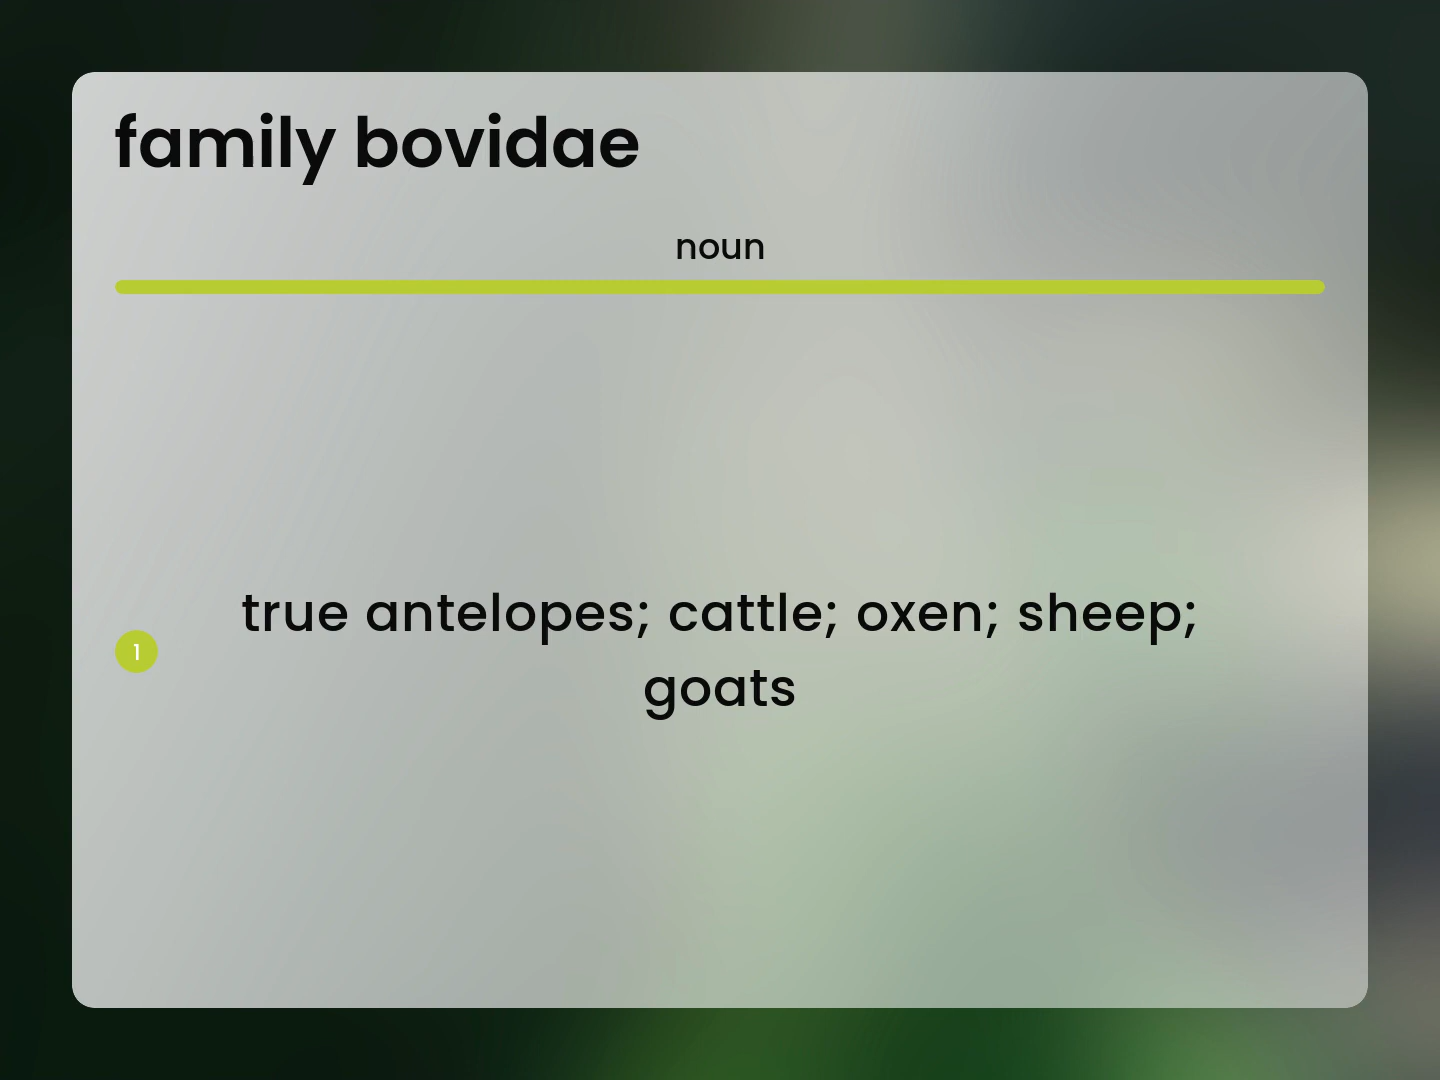 family bovidae
noun
1
true antelopes; cattle; oxen; sheep;
goats